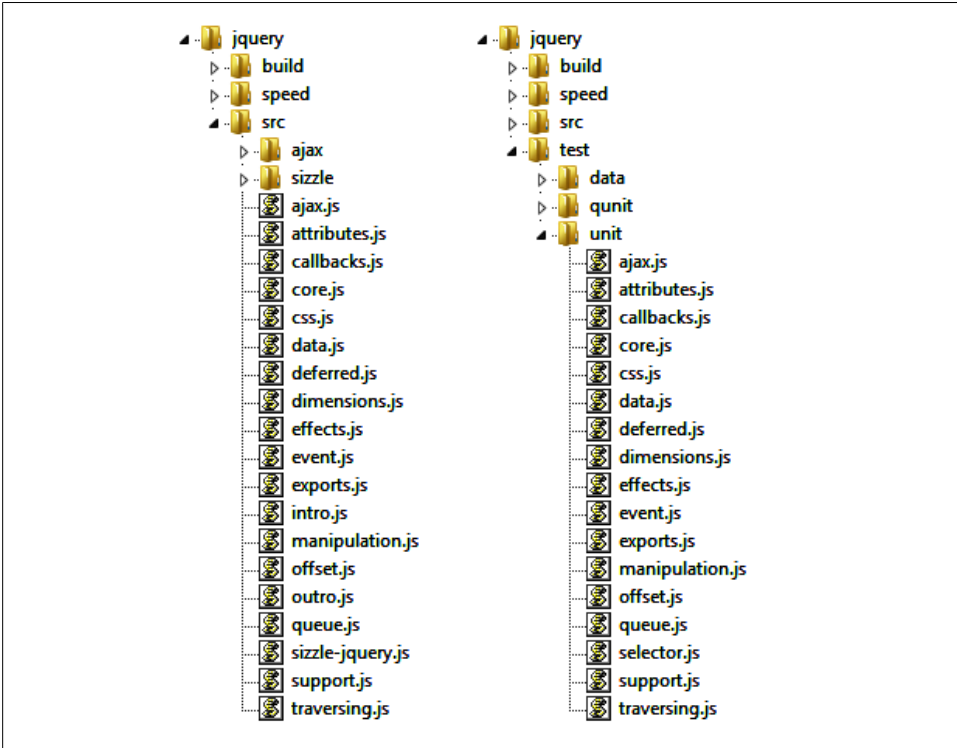 jquery
build
speed
src
ajax
sizzle
ajax.js
attributes.js
callbacks.js
core.js
css.js
data.js
deferred.js
dimensions.js
effects.js
event.js
exports.js
intro.js
manipulation.js
offset.js
outro.js
queue.js
sizzle-jquery.js
support.js
traversing.js
jquery
build
speed
src
test
data
qunit
unit
ajax.js
attributes.js
callbacks.js
core.js
css.js
data.js
deferred.js
dimensions.js
effects.js
event.js
exports.js
manipulation.js
offset.js
queue.js
selector.js
support.js
traversing.js